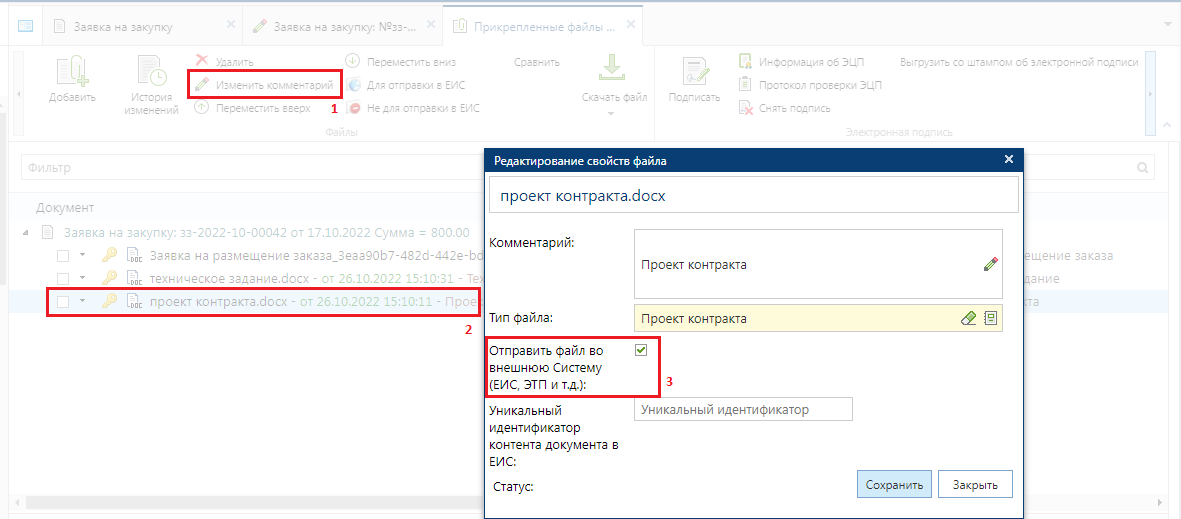 Заявка на закупку
Заявка на закупку: №зз-...
Прикрепленные файлы ...
Добавить
История изменений
Удалить
Изменить комментарий
1
Переместить вверх
Переместить вниз
Для отправки в ЕИС
Не для отправки в ЕИС
Сравнить
Скачать файл
Файлы
Подписать
Информация об ЭЦП
Протокол проверки ЭЦП
Снять подпись
Выгрузить со штампом об электронной подписи
Электронная подпись
Фильтр
Документ
Заявка на закупку: зз-2022-10-00042 от 17.10.2022 Сумма = 800.00
Заявка на размещение заказа_3eaa90b7-482d-442e-bd
техническое задание.docx - от 26.10.2022 15:10:31 - Тех
проект контракта.docx - от 26.10.2022 15:10:11 - Прое
2
Редактирование свойств файла
проект контракта.docx
Комментарий:
Проект контракта
Тип файла:
Проект контракта
Отправить файл во
внешнюю Систему
(ЕИС, ЭТП и т.д.):
3
Уникальный
идентификатор
контента документа в
ЕИС:
Уникальный идентификатор
Статус:
Сохранить
Закрыть